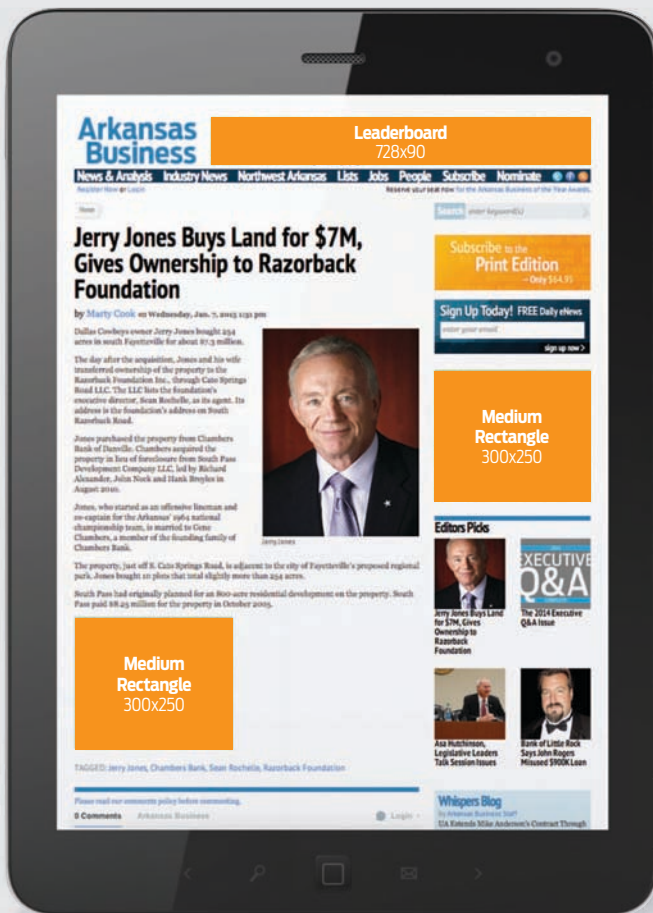 Arkansas
Business
Leaderboard
728x90
News & Analysis Industry News Northwest Arkansas Lists Jobs People Subscribe Nominate
Register Now or Login
Reserve your seat now for the Arkansas Business of the Year Awards.
Home
Search enter keyword(s)
Jerry Jones Buys Land for $7M,
Gives Ownership to Razorback
Foundation
by Marty Cook on Wednesday, Jan. 7, 2015 1:31 pm
Dallas Cowboys owner Jerry Jones bought 254
acres in south Fayetteville for about $7.3 million.
The day after the acquisition, Jones and his wife
transferred ownership of the property to the
Razorback Foundation Inc., through Cato Springs
Road LLC. The LLC lists the foundation's
executive director, Sean Rochelle, as its agent. Its
address is the foundation's address on South
Razorback Road.
Jones purchased the property from Chambers
Bank of Danville. Chambers acquired the
property in lieu of foreclosure from South Pass
Development Company LLC, led by Richard
Alexander, John Nock and Hank Broyles in
August 2010.
Jones, who started as an offensive lineman and
co-captain for the Arkansas' 1964 national
championship team, is married to Gene
Chambers, a member of the founding family of
Chambers Bank.
Jerry Jones
The property, just off S. Cato Springs Road, is adjacent to the city of Fayetteville's proposed regional
park. Jones bought 10 plots that total slightly more than 254 acres.
South Pass had originally planned for an 800-acre residential development on the property. South
Pass paid $8.25 million for the property in October 2005.
Medium
Rectangle
300x250
TAGGED: Jerry Jones, Chambers Bank, Sean Rochelle, Razorback Foundation
Please read our comments policy before commenting.
0 Comments Arkansas Business Login
Subscribe to the
Print Edition
– Only $64.95
Sign Up Today! FREE Daily eNews
enter your email
sign up now >
Medium
Rectangle
300x250
Editors Picks
EXECUTIVE
Q&A
Jerry Jones Buys Land
for $7M, Gives
Ownership to
Razorback
Foundation
The 2014 Executive
Q&A Issue
Asa Hutchinson,
Legislative Leaders
Talk Session Issues
Bank of Little Rock
Says John Rogers
Misused $900K Loan
Whispers Blog
by Arkansas Business Staff
UA Extends Mike Anderson's Contract Through